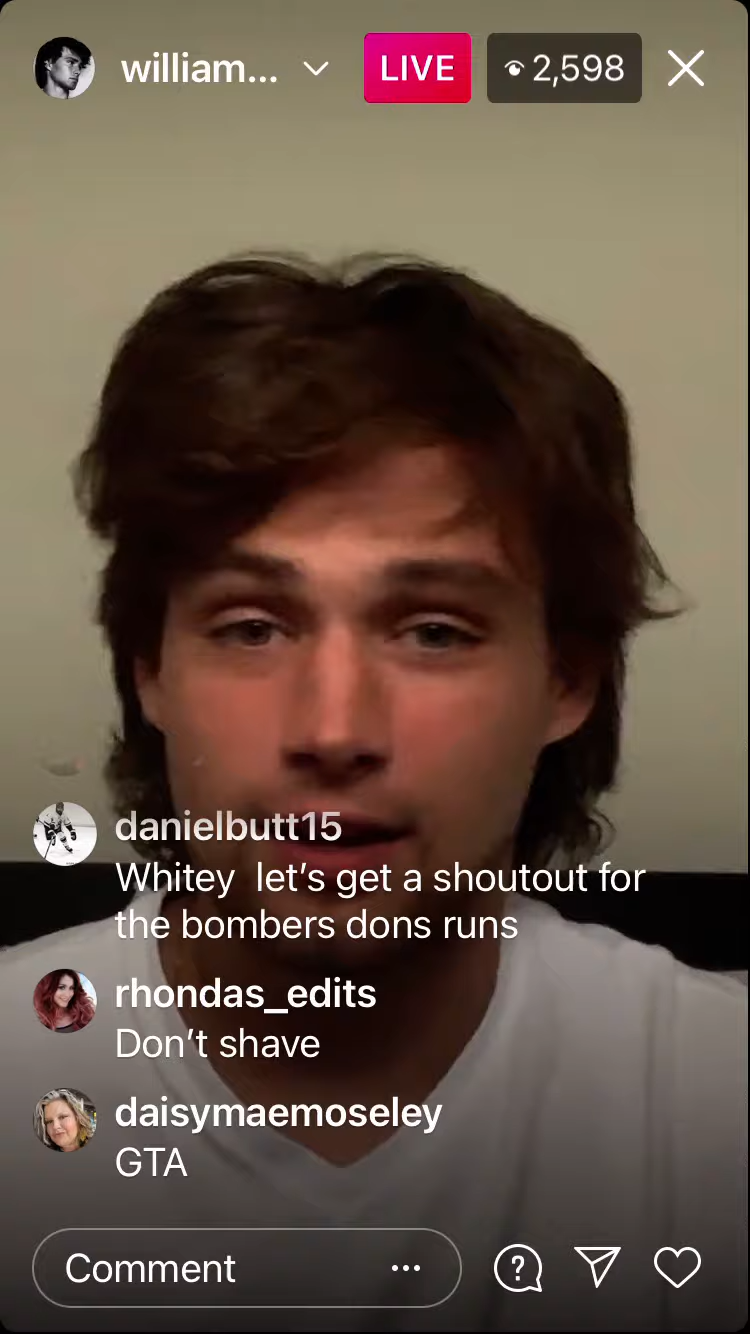 william...
LIVE
2,598
danielbutt15
Whitey  let’s get a shoutout for
the bombers dons runs
rhondas_edits
Don’t shave
daisymaemoseley
GTA
Comment